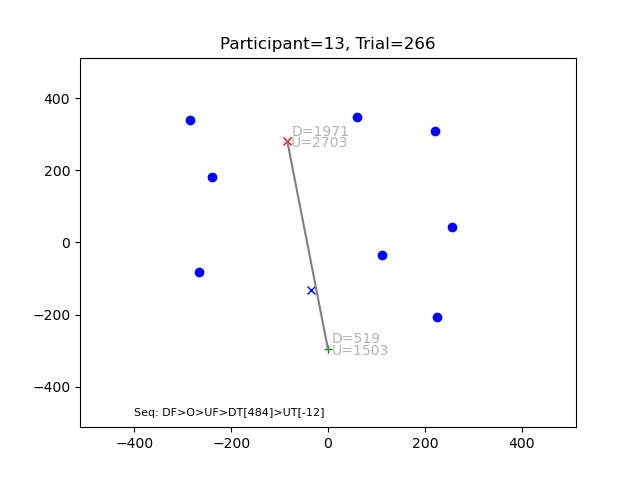 Participant=13, Trial=266
400
200
0
−200
−400
D=1971
U=2703
D=519
U=1503
Seq: DF>O>UF>DT[484]>UT[-12]
−400 −200 0 200 400